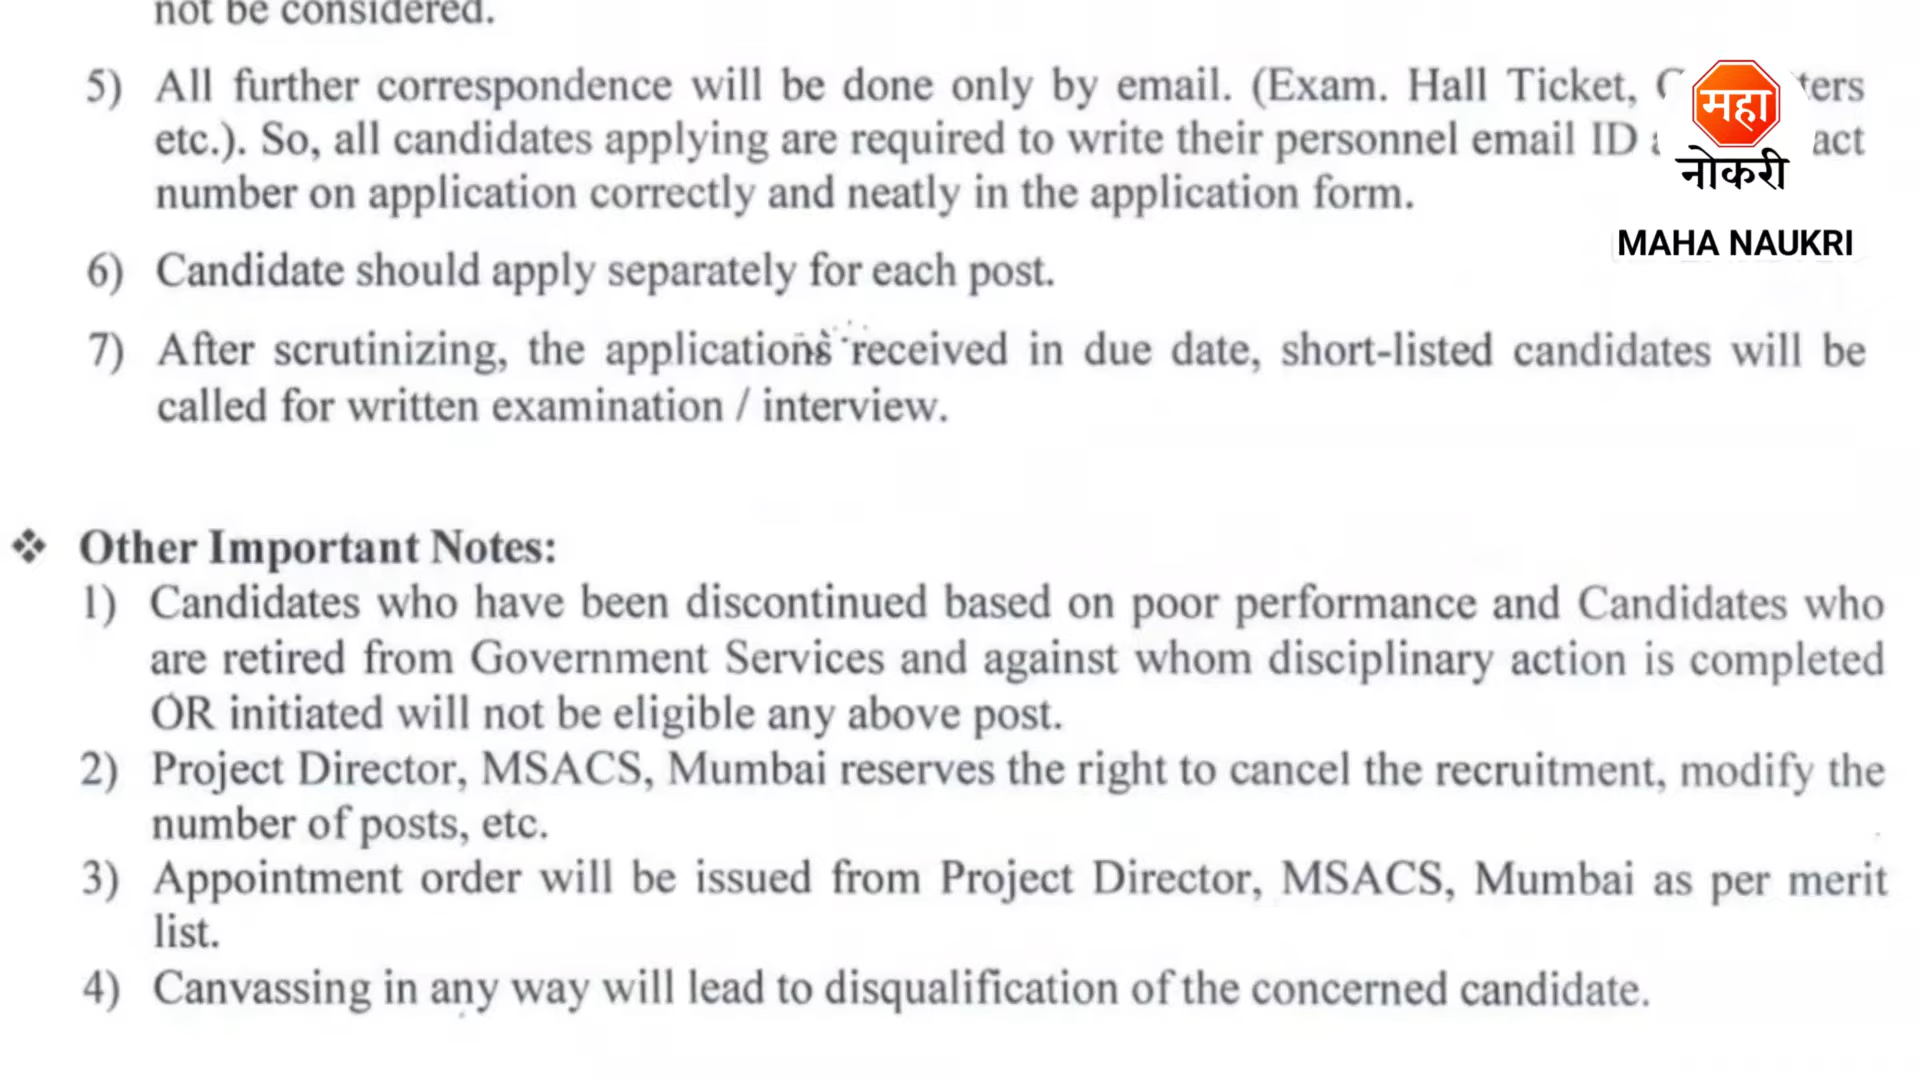 not be considered.
5) All further correspondence will be done only by email. (Exam. Hall Ticket,
etc.). So, all candidates applying are required to write their personnel email ID
number on application correctly and neatly in the application form.
महा
नोकरी
MAHA NAUKRI
6) Candidate should apply separately for each post.
7) After scrutinizing, the applications received in due date, short-listed candidates will be
called for written examination / interview.
❖ Other Important Notes:
1) Candidates who have been discontinued based on poor performance and Candidates who
are retired from Government Services and against whom disciplinary action is completed
OR initiated will not be eligible any above post.
2) Project Director, MSACS, Mumbai reserves the right to cancel the recruitment, modify the
number of posts, etc.
3) Appointment order will be issued from Project Director, MSACS, Mumbai as per merit
list.
4) Canvassing in any way will lead to disqualification of the concerned candidate.